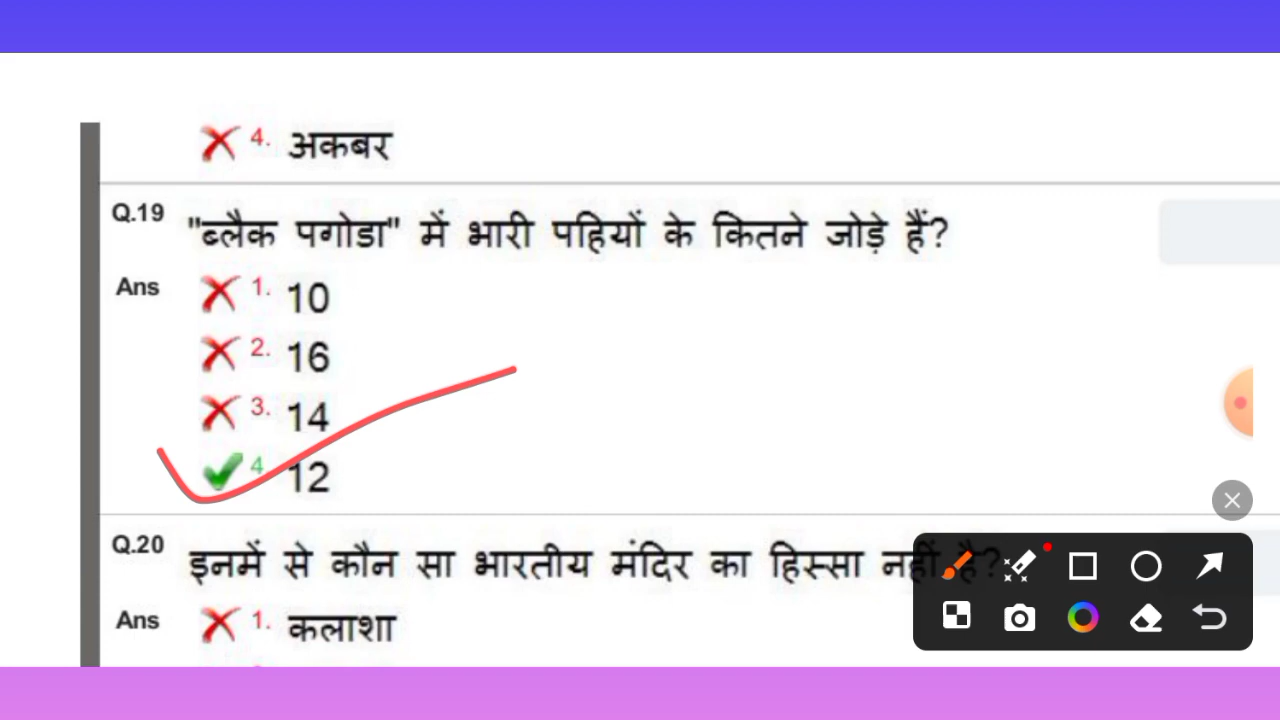 4. अकबर
Q.19 "ब्लैक पगोडा" में भारी पहियों के कितने जोड़े हैं?
Ans 1. 10
2. 16
3. 14
4 12
Q.20 इनमें से कौन सा भारतीय मंदिर का हिस्सा नहीं है?
Ans 1. कलाशा